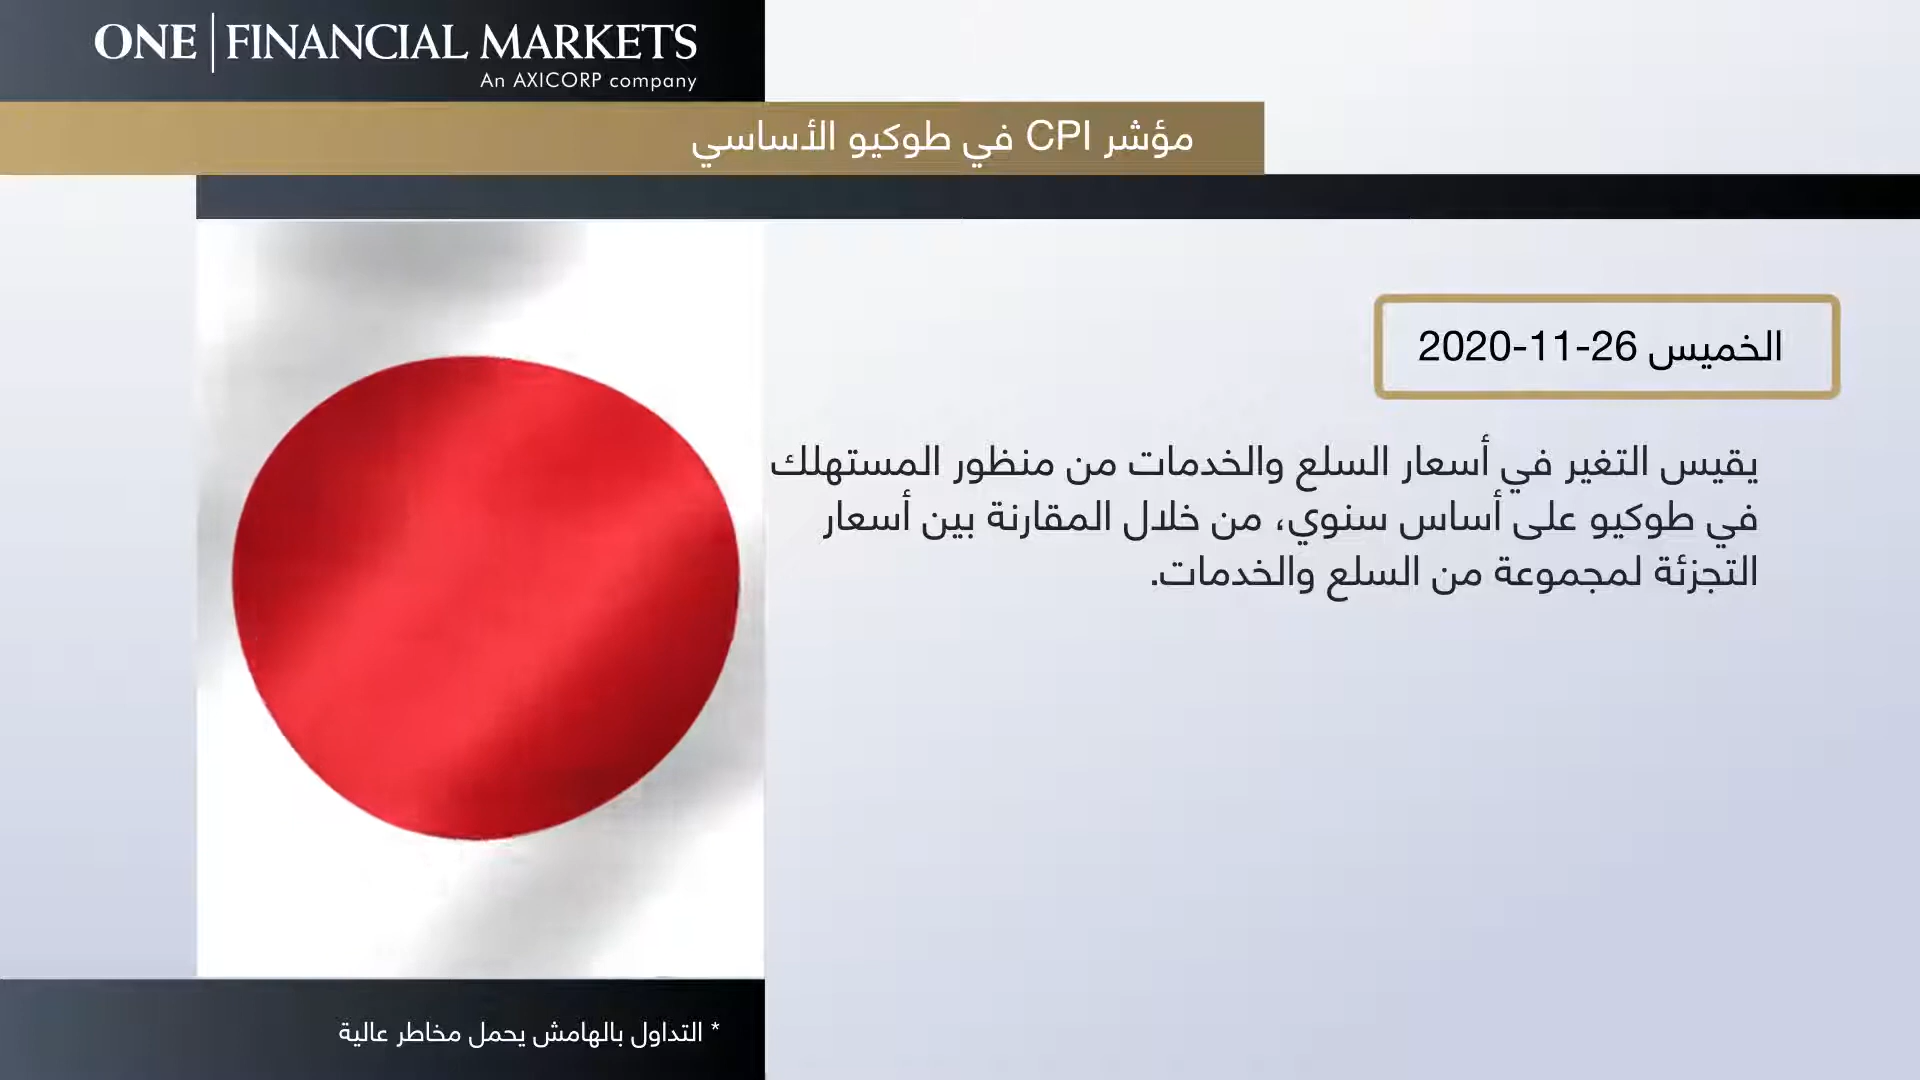 ONE | FINANCIAL MARKETS
An AXICORP company
مؤشر CPI في طوكيو الأساسي
الخميس 26-11-2020
يقيس التغير في أسعار السلع والخدمات من منظور المستهلك
في طوكيو على أساس سنوي، من خلال المقارنة بين أسعار
التجزئة لمجموعة من السلع والخدمات.
* التداول بالهامش يحمل مخاطر عالية